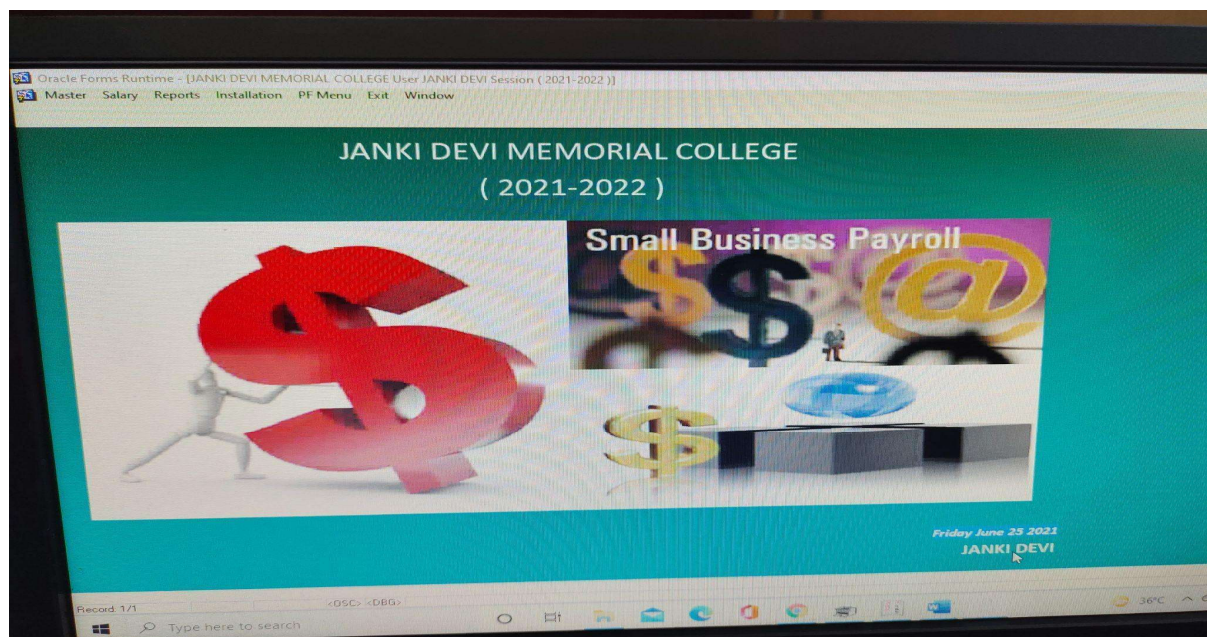 Oracle Forms Runtime - [JANKI DEVI MEMORIAL COLLEGE User JANKI DEVI Session ( 2021-2022 )]
Master Salary Reports Installation PF Menu Exit Window
JANKI DEVI MEMORIAL COLLEGE
( 2021-2022 )
Small Business Payroll
Friday June 25 2021
JANKI DEVI
Record: 1/1 <OSC> <DBG>
Type here to search 36°C